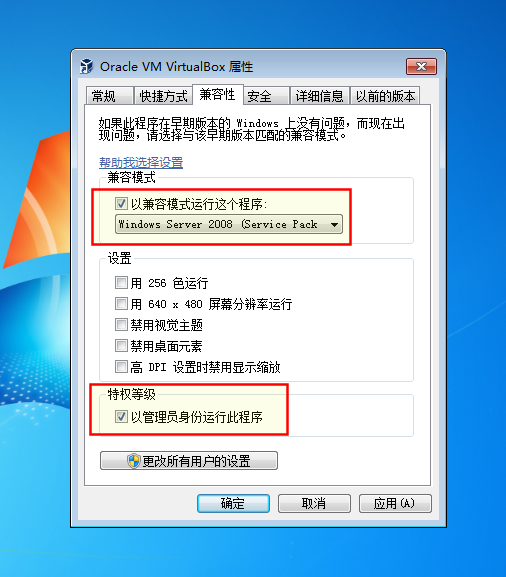 Oracle VM VirtualBox 属性
常规 快捷方式 兼容性 安全 详细信息 以前的版本
如果此程序在早期版本的 Windows 上没有问题，而现在出
现问题，请选择与该早期版本匹配的兼容模式。
帮助我选择设置
兼容模式
以兼容模式运行这个程序:
Windows Server 2008 (Service Pack
设置
用 256 色运行
用 640 x 480 屏幕分辨率运行
禁用视觉主题
禁用桌面元素
高 DPI 设置时禁用显示缩放
特权等级
以管理员身份运行此程序
更改所有用户的设置
确定 取消 应用(A)